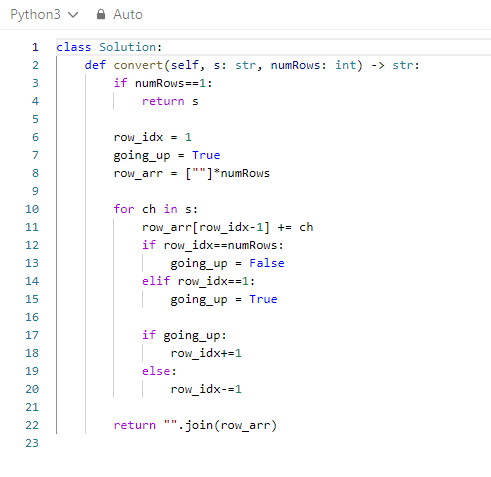 Python3 Auto
1 class Solution:
2     def convert(self, s: str, numRows: int) -> str:
3         if numRows==1:
4             return s
5
6         row_idx = 1
7         going_up = True
8         row_arr = [""]*numRows
9
10         for ch in s:
11             row_arr[row_idx-1] += ch
12             if row_idx==numRows:
13                 going_up = False
14             elif row_idx==1:
15                 going_up = True
16
17             if going_up:
18                 row_idx+=1
19             else:
20                 row_idx-=1
21
22         return "".join(row_arr)
23